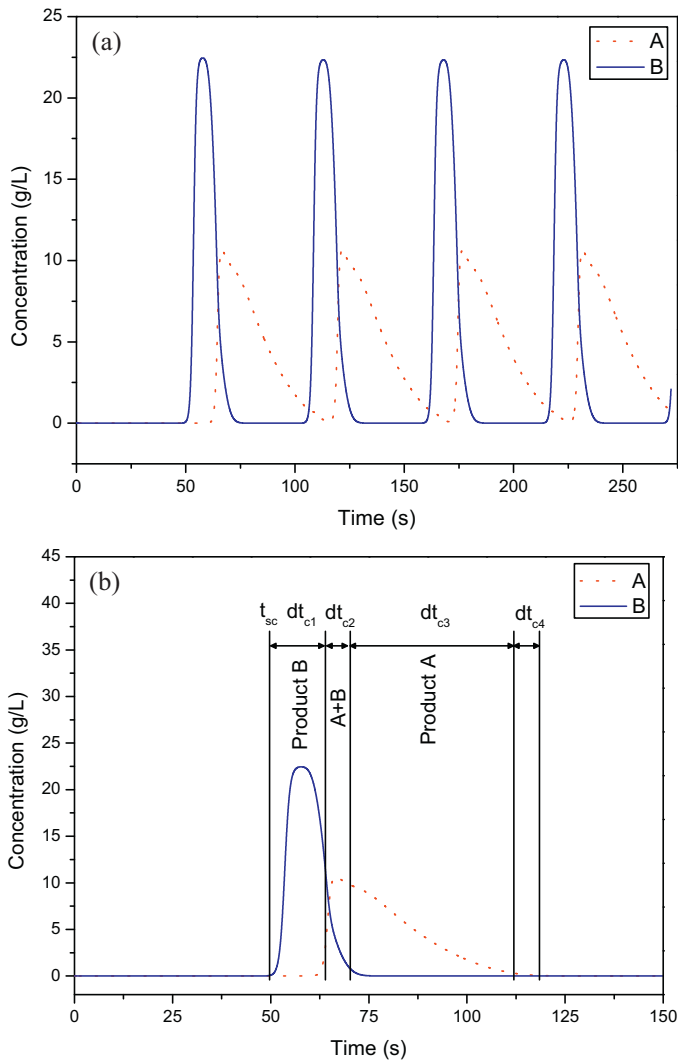 (a)
A
B
25
20
15
10
5
0
Concentration (g/L)
0 50 100 150 200 250
Time (s)
(b)
A
B
45
40
35
30
25
20
15
10
5
0
Concentration (g/L)
t_sc dt_c1 dt_c2 dt_c3 dt_c4
Product B
A+B
Product A
0 25 50 75 100 125 150
Time (s)